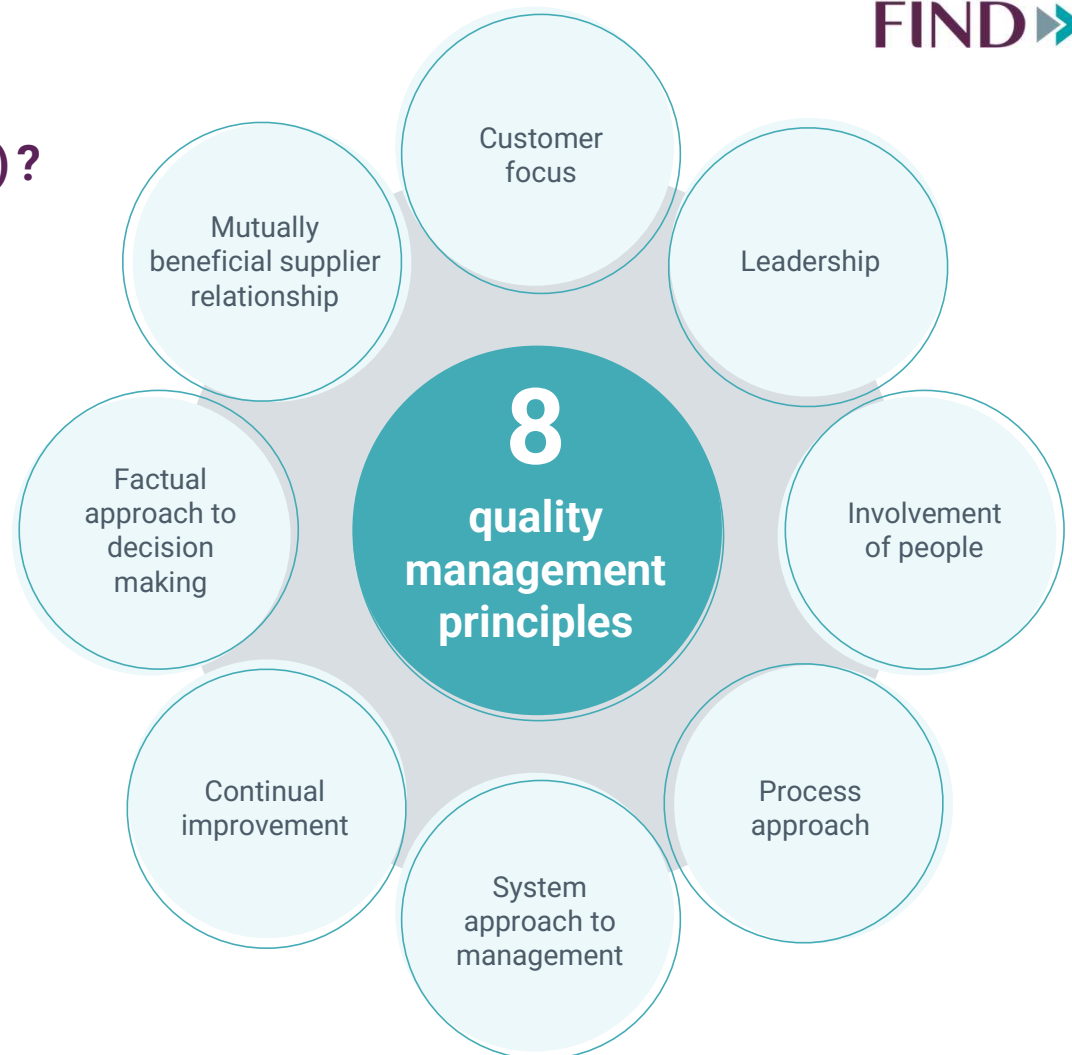 FIND
)?
Customer
focus
Leadership
Involvement
of people
Process
approach
System
approach to
management
Continual
improvement
Factual
approach to
decision
making
Mutually
beneficial supplier
relationship
8
quality
management
principles